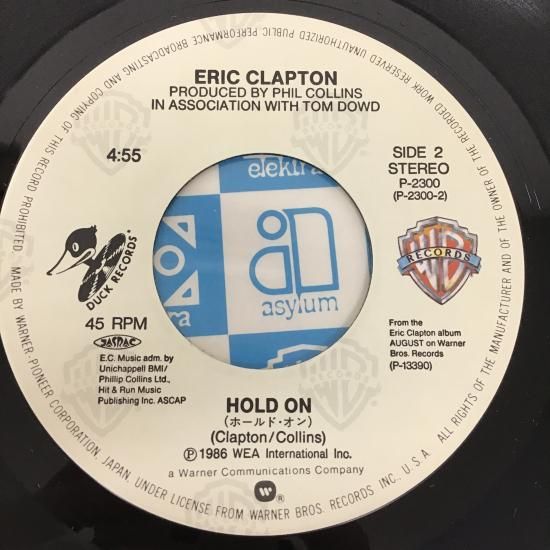 ALL RIGHTS OF THE MANUFACTURER AND OF THE OWNER OF THE RECORDED WORK RESERVED UNAUTHORIZED PUBLIC PERFORMANCE BROADCASTING AND COPYING OF THIS RECORD PROHIBITED
ERIC CLAPTON
PRODUCED BY PHIL COLLINS
IN ASSOCIATION WITH TOM DOWD
4:55
SIDE 2
STEREO
P-2300
(P-2300-2)
elektra
asylum
DUCK RECORDS
WB
RECORDS
45 RPM
JASRAC
E.C. Music adm. by
Unichappell BMI/
Phillip Collins Ltd.,
Hit & Run Music
Publishing Inc. ASCAP
From the
Eric Clapton album
AUGUST on Warner
Bros. Records
(P-13390)
HOLD ON
(ホールド・オン)
(Clapton/Collins)
Ⓟ1986 WEA International Inc.
a Warner Communications Company
®
MADE BY WARNER-PIONEER CORPORATION, JAPAN, UNDER LICENSE FROM WARNER BROS. RECORDS INC., U.S.A.